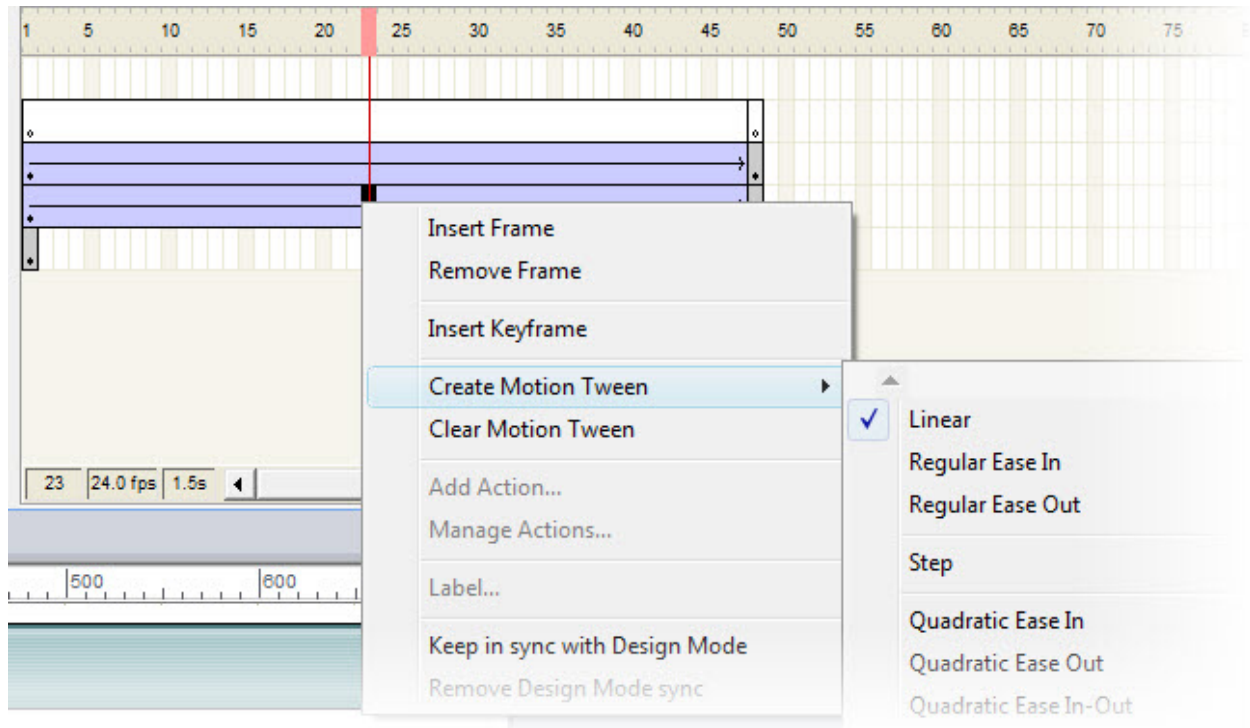 1 5 10 15 20 25 30 35 40 45 50 55 60 65 70 75
Insert Frame
Remove Frame
Insert Keyframe
Create Motion Tween
Clear Motion Tween
Add Action...
Manage Actions...
Label...
Keep in sync with Design Mode
Remove Design Mode sync
Linear
Regular Ease In
Regular Ease Out
Step
Quadratic Ease In
Quadratic Ease Out
Quadratic Ease In-Out
23 24.0 fps 1.5s
500 600